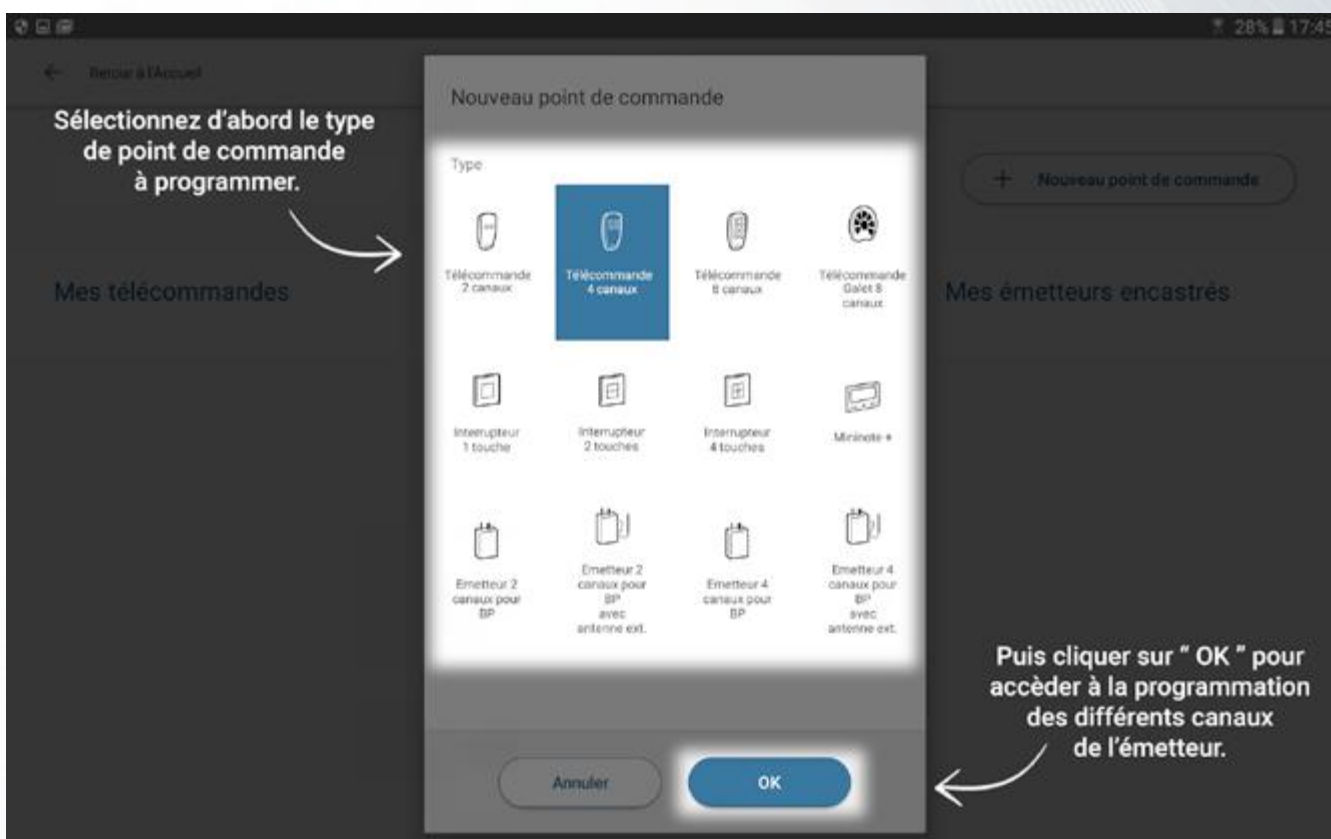 28% 17:45
Retour à l'Accueil
Sélectionnez d'abord le type
de point de commande
à programmer.
Nouveau point de commande
Type
+ Nouveau point de commande
Télécommande
2 canaux
Télécommande
4 canaux
Télécommande
8 canaux
Télécommande
Galet 8
canaux
Mes télécommandes
Mes émetteurs encastrés
Interrupteur
1 touche
Interrupteur
2 touches
Interrupteur
4 touches
Mininote +
Emetteur 2
canaux pour
BP
Emetteur 2
canaux pour
BP
avec
antenne ext.
Emetteur 4
canaux pour
BP
Emetteur 4
canaux pour
BP
avec
antenne ext.
Puis cliquer sur “ OK ” pour
accèder à la programmation
des différents canaux
de l'émetteur.
Annuler
OK